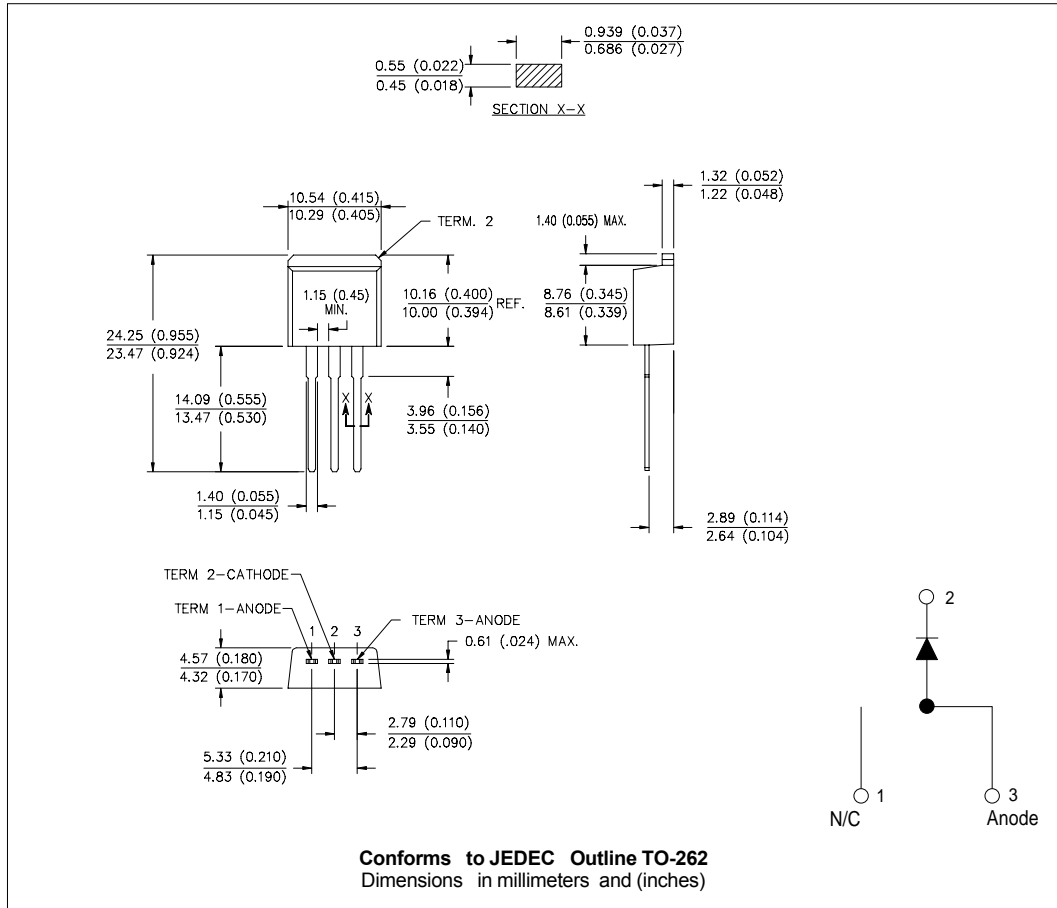 0.939 (0.037)
0.686 (0.027)
0.55 (0.022)
0.45 (0.018)
SECTION X-X
1.32 (0.052)
1.22 (0.048)
10.54 (0.415)
10.29 (0.405)
TERM. 2
1.40 (0.055) MAX.
1.15 (0.45)
MIN.
10.16 (0.400)
10.00 (0.394)
REF.
8.76 (0.345)
8.61 (0.339)
24.25 (0.955)
23.47 (0.924)
14.09 (0.555)
13.47 (0.530)
X X
3.96 (0.156)
3.55 (0.140)
1.40 (0.055)
1.15 (0.045)
2.89 (0.114)
2.64 (0.104)
TERM 2-CATHODE
TERM 1-ANODE
TERM 3-ANODE
1 2 3
0.61 (.024) MAX.
4.57 (0.180)
4.32 (0.170)
2.79 (0.110)
2.29 (0.090)
5.33 (0.210)
4.83 (0.190)
2
1
N/C
3
Anode
Conforms to JEDEC Outline TO-262
Dimensions in millimeters and (inches)